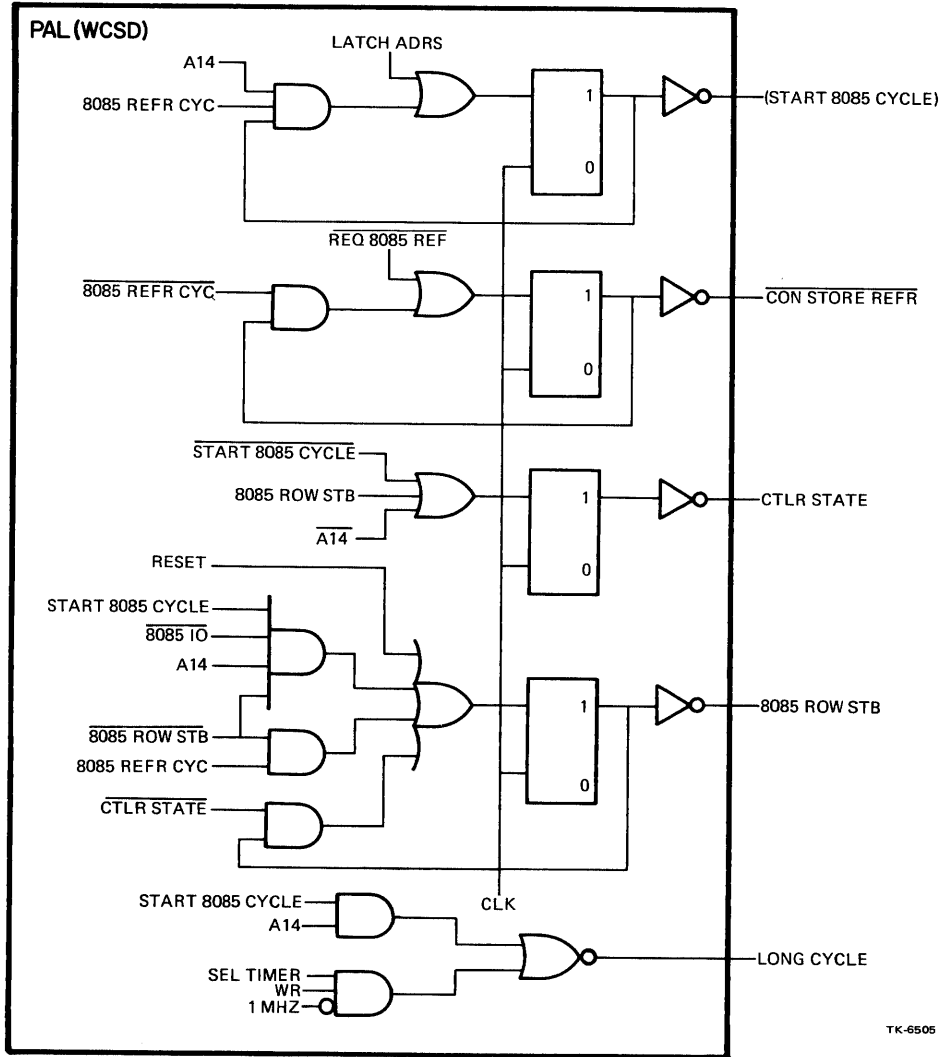 PAL (WCSD)
LATCH ADRS
A14
8085 REFR CYC
1
0
(START 8085 CYCLE)
REQ 8085 REF
8085 REFR CYC
1
0
CON STORE REFR
START 8085 CYCLE
8085 ROW STB
A14
1
0
CTLR STATE
RESET
START 8085 CYCLE
8085 IO
A14
8085 ROW STB
8085 REFR CYC
CTLR STATE
1
0
8085 ROW STB
CLK
START 8085 CYCLE
A14
SEL TIMER
WR
1 MHZ
LONG CYCLE
TK-6505